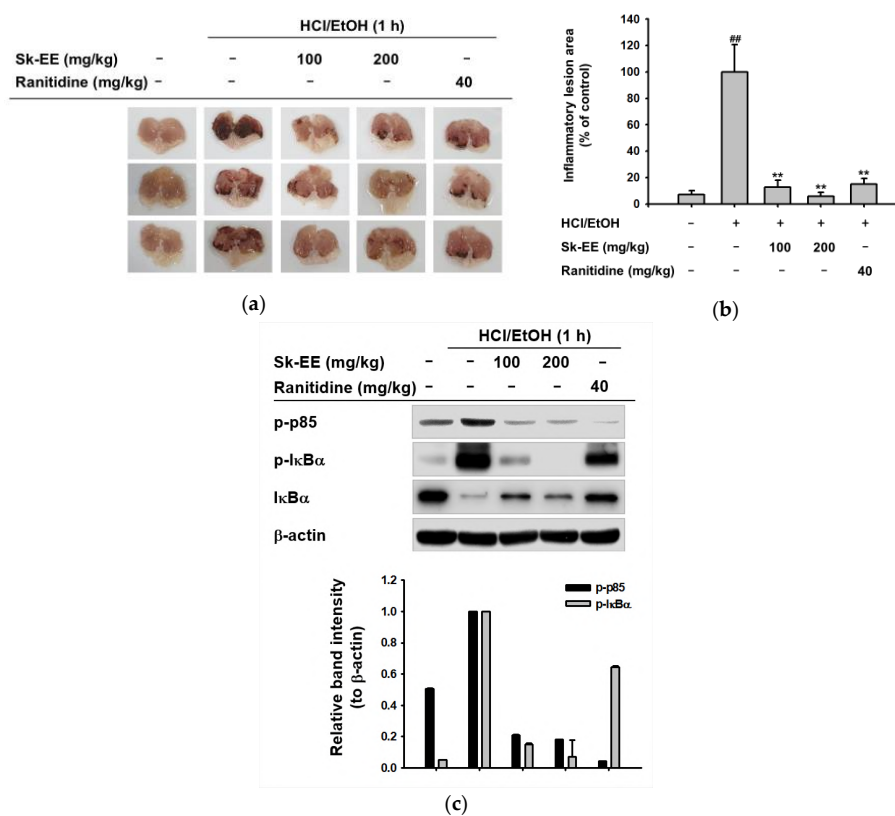 HCl/EtOH (1 h)
Sk-EE (mg/kg) – – 100 200 –
Ranitidine (mg/kg) – – – – 40
(a)
Inflammatory lesion area
(% of control)
140
120
100
80
60
40
20
0
##
**
**
**
HCl/EtOH – + + + +
Sk-EE (mg/kg) – – 100 200 –
Ranitidine (mg/kg) – – – – 40
(b)
HCl/EtOH (1 h)
Sk-EE (mg/kg) – – 100 200 –
Ranitidine (mg/kg) – – – – 40
p-p85
p-IκBα
IκBα
β-actin
Relative band intensity
(to β-actin)
1.2
1.0
0.8
0.6
0.4
0.2
0.0
p-p85
p-IκBα
(c)